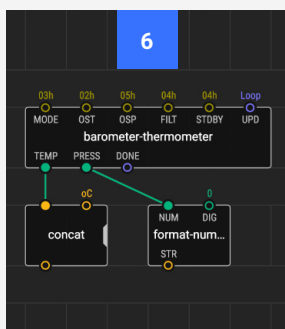 6
03h 02h 05h 04h 04h Loop
MODE OST OSP FILT STDBY UPD
barometer-thermometer
TEMP PRESS DONE
oC 0
NUM DIG
concat format-num...
STR